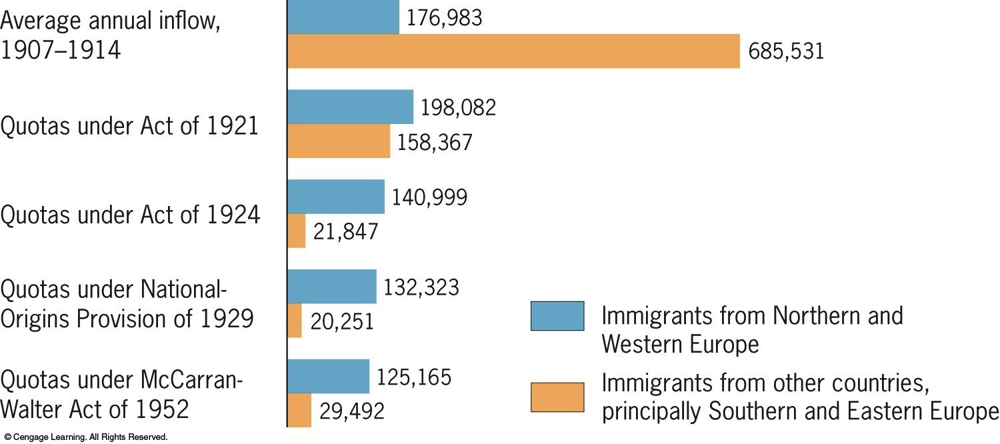 Average annual inflow,
1907–1914
176,983
685,531
Quotas under Act of 1921
198,082
158,367
Quotas under Act of 1924
140,999
21,847
Quotas under National-
Origins Provision of 1929
132,323
20,251
Quotas under McCarran-
Walter Act of 1952
125,165
29,492
Immigrants from Northern and
Western Europe
Immigrants from other countries,
principally Southern and Eastern Europe
© Cengage Learning. All Rights Reserved.